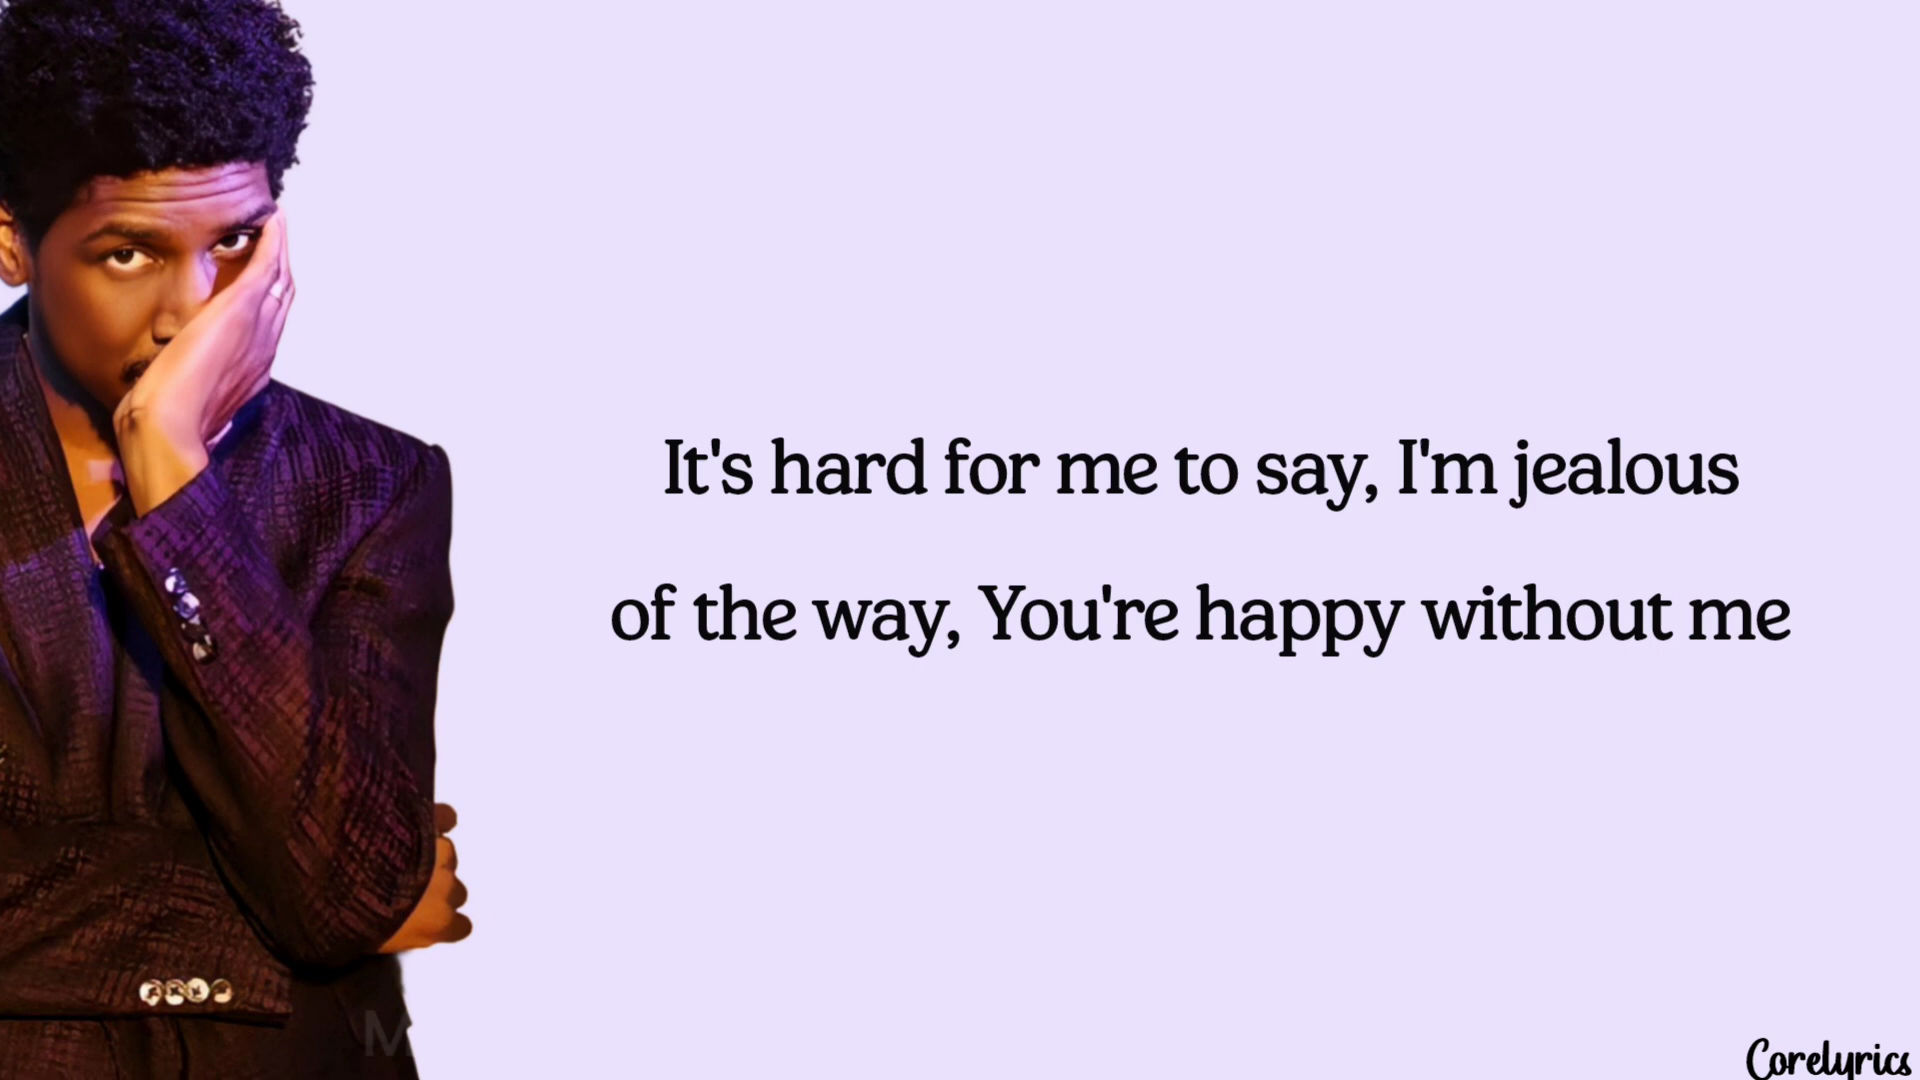 It's hard for me to say, I'm jealous
of the way, You're happy without me
M
Corelyrics